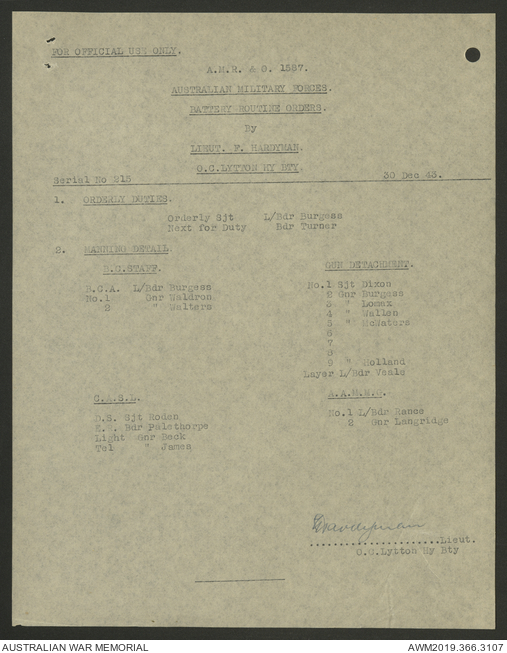 FOR OFFICIAL USE ONLY.
A.M.R. & O. 1587.
AUSTRALIAN MILITARY FORCES.
BATTERY ROUTINE ORDERS.
By
LIEUT. F. HARDYMAN.
O.C.LYTTON HY BTY.
Serial No 215 30 Dec 43.
1. ORDERLY DUTIES.
Orderly Sjt L/Bdr Burgess
Next for Duty Bdr Turner
2. MANNING DETAIL.
B.C.STAFF.
B.C.A. L/Bdr Burgess
No.1 Gnr Waldron
2 " Walters
GUN DETACHMENT.
No.1 Sjt Dixon
2 Gnr Burgess
3 " Lomax
4 " Wallen
5 " McWaters
6
7
8
9 " Holland
Layer L/Bdr Veale
C.A.S.L.
D.S. Sjt Roden
E.L. Bdr Palethorpe
Light Gnr Beck
Tel " James
A.A.M.M.G.
No.1 L/Bdr Rance
2 Gnr Langridge
Hardyman
......................Lieut.
O.C.Lytton Hy Bty
AUSTRALIAN WAR MEMORIAL AWM2019.366.3107